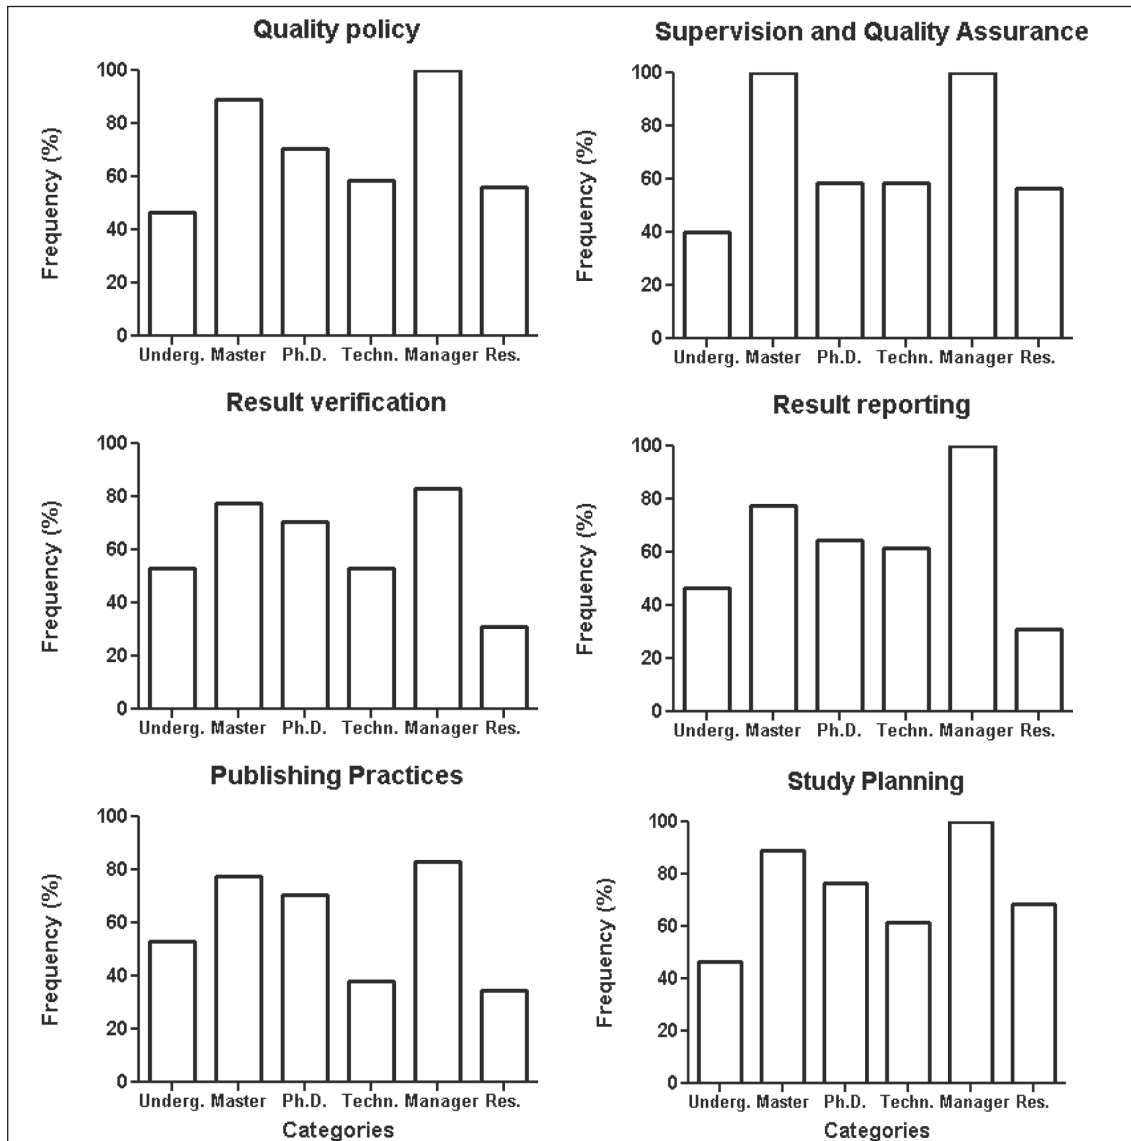 Quality policy
Frequency (%)
100
80
60
40
20
0
Underg. Master Ph.D. Techn. Manager Res.
Supervision and Quality Assurance
Frequency (%)
100
80
60
40
20
0
Underg. Master Ph.D. Techn. Manager Res.
Result verification
Frequency (%)
100
80
60
40
20
0
Underg. Master Ph.D. Techn. Manager Res.
Result reporting
Frequency (%)
100
80
60
40
20
0
Underg. Master Ph.D. Techn. Manager Res.
Publishing Practices
Frequency (%)
100
80
60
40
20
0
Underg. Master Ph.D. Techn. Manager Res.
Categories
Study Planning
Frequency (%)
100
80
60
40
20
0
Underg. Master Ph.D. Techn. Manager Res.
Categories